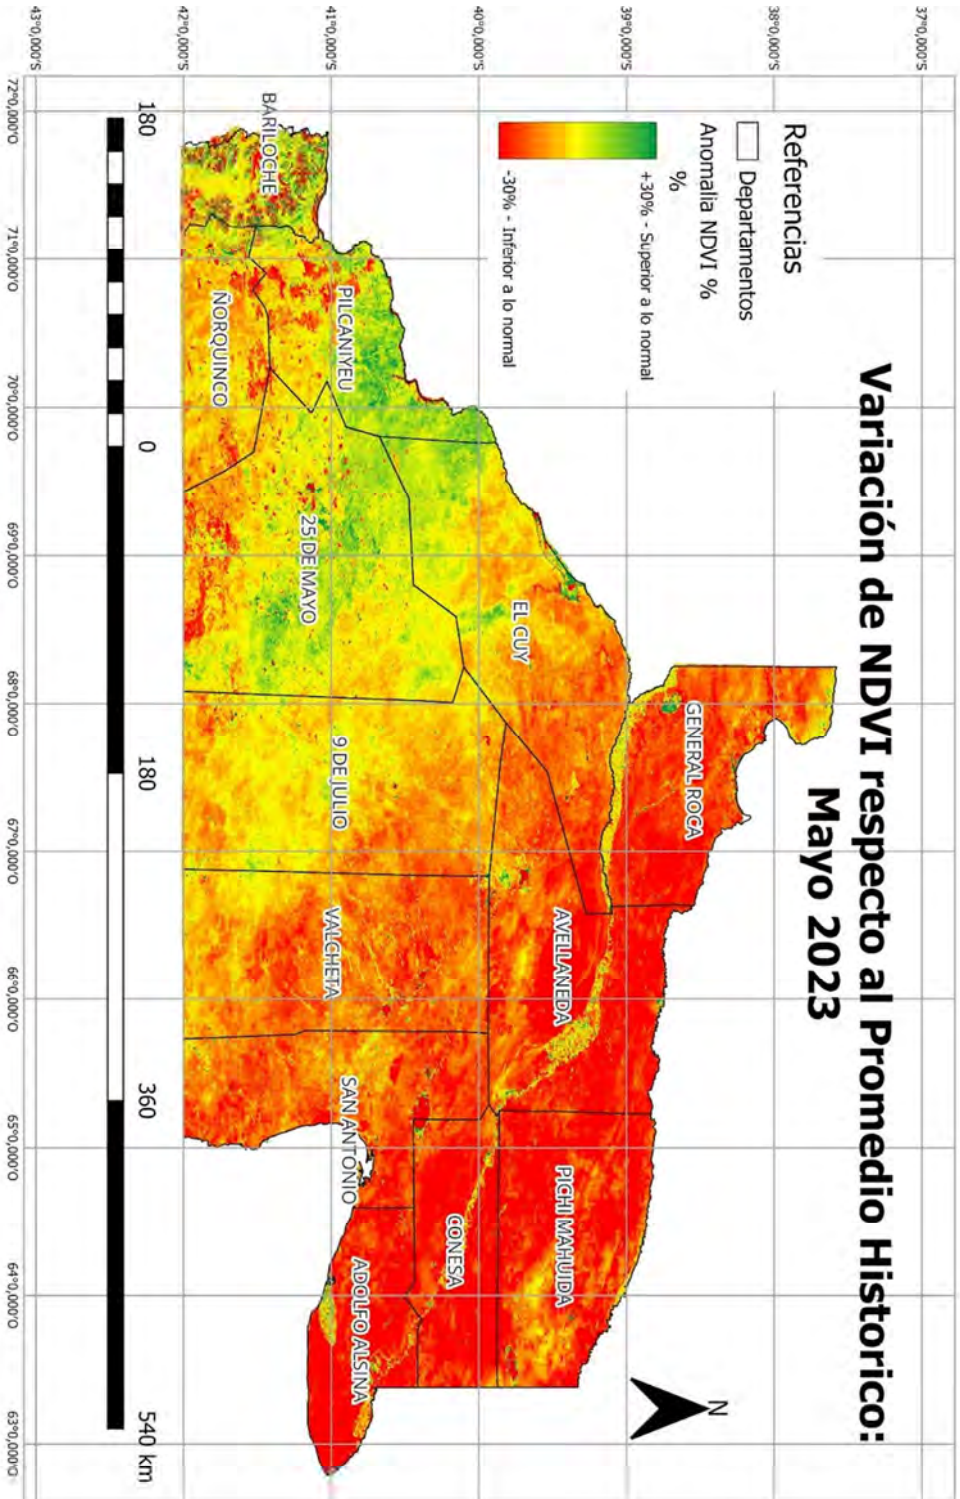 Variación de NDVI respecto al Promedio Historico:
Mayo 2023
Referencias
Departamentos
Anomalia NDVI %
%
+30% - Superior a lo normal
-30% - Inferior a lo normal
N
37°0,000'S
38°0,000'S
39°0,000'S
40°0,000'S
41°0,000'S
42°0,000'S
43°0,000'S
GENERAL ROCA
EL CUY
AVELLANEDA
PICHI MAHUIDA
CONESA
PILCANIYEU
BARILOCHE
ÑORQUINCO
25 DE MAYO
9 DE JULIO
VALCHETA
SAN ANTONIO
ADOLFO ALSINA
180 0 180 360 540 km
72°0,000'O 71°0,000'O 70°0,000'O 69°0,000'O 68°0,000'O 67°0,000'O 66°0,000'O 65°0,000'O 64°0,000'O 63°0,000'O